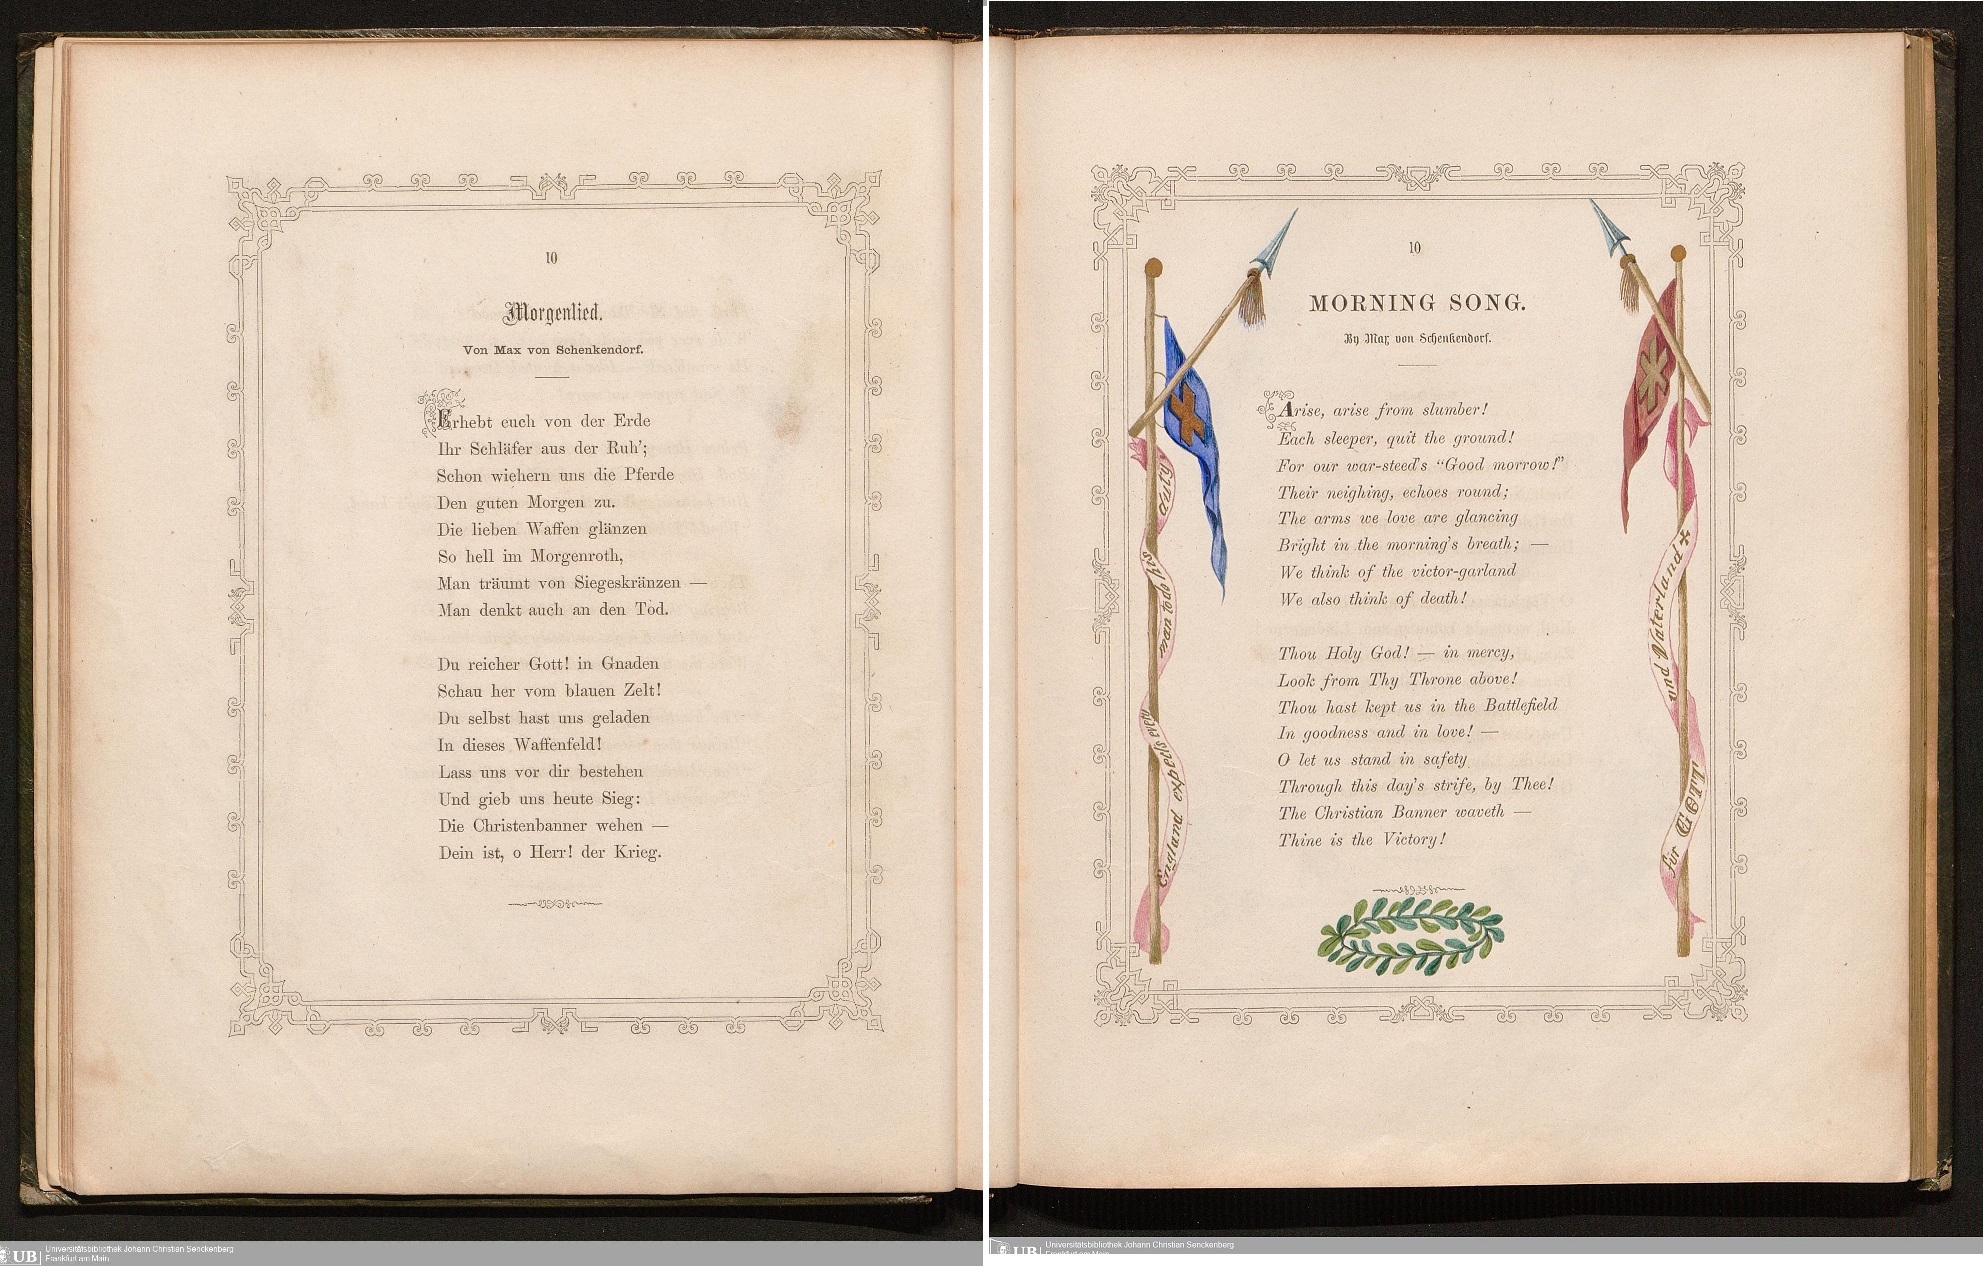 10
Morgenlied.
Von Max von Schenkendorf.
Erhebt euch von der Erde
Ihr Schläfer aus der Ruh';
Schon wiehern uns die Pferde
Den guten Morgen zu.
Die lieben Waffen glänzen
So hell im Morgenroth,
Man träumt von Siegeskränzen —
Man denkt auch an den Tod.
Du reicher Gott! in Gnaden
Schau her vom blauen Zelt!
Du selbst hast uns geladen
In dieses Waffenfeld!
Lass uns vor dir bestehen
Und gieb uns heute Sieg:
Die Christenbanner wehen —
Dein ist, o Herr! der Krieg.
UB
Universitätsbibliothek Johann Christian Senckenberg
Frankfurt am Main
10
MORNING SONG.
By Max von Schenkendorf.
Arise, arise from slumber!
Each sleeper, quit the ground!
For our war-steed's “Good morrow!”
Their neighing, echoes round;
The arms we love are glancing
Bright in the morning's breath; —
We think of the victor-garland
We also think of death!
Thou Holy God! — in mercy,
Look from Thy Throne above!
Thou hast kept us in the Battlefield
In goodness and in love! —
O let us stand in safety
Through this day's strife, by Thee!
The Christian Banner waveth —
Thine is the Victory!
England expects every man to do his duty
für GOTT und Vaterland
UB
Universitätsbibliothek Johann Christian Senckenberg
Frankfurt am Main